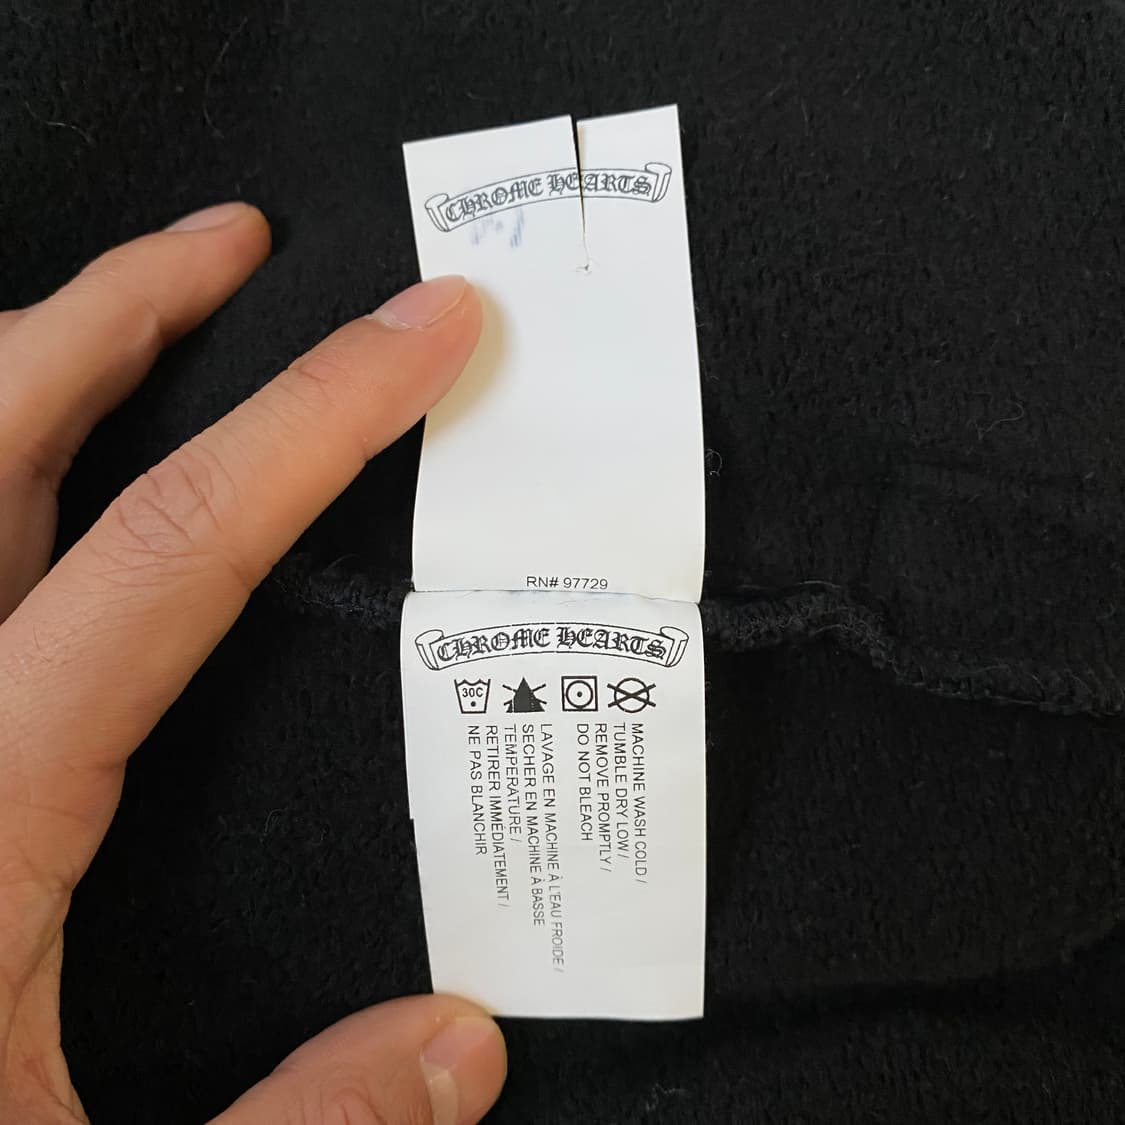 CHROME HEARTS
RN# 97729
CHROME HEARTS
30C
MACHINE WASH COLD /
TUMBLE DRY LOW /
REMOVE PROMPTLY /
DO NOT BLEACH
LAVAGE EN MACHINE À L'EAU FROIDE /
SECHER EN MACHINE À BASSE
TEMPERATURE /
RETIRER IMMÉDIATEMENT /
NE PAS BLANCHIR